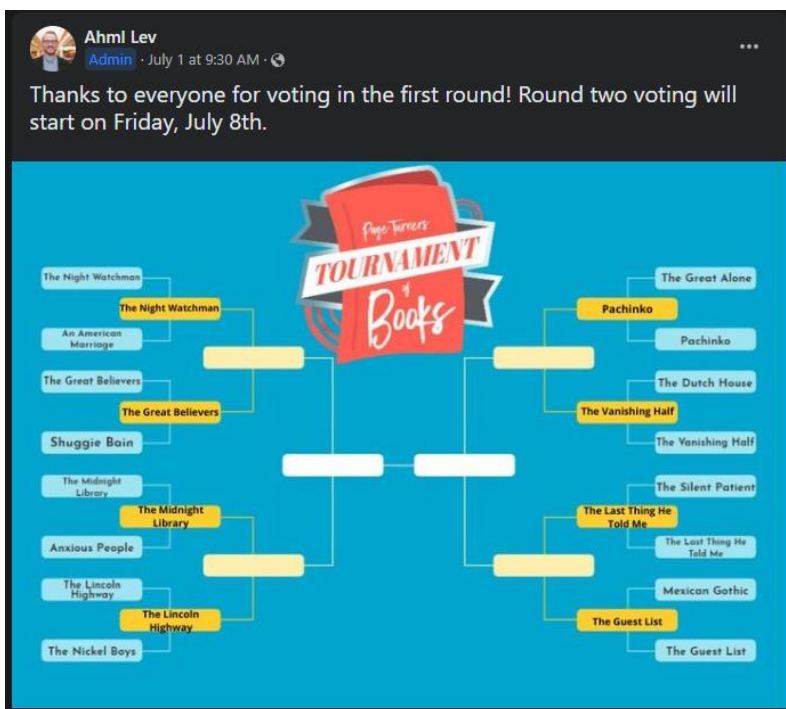 Ahml Lev
Admin · July 1 at 9:30 AM ·
Thanks to everyone for voting in the first round! Round two voting will
start on Friday, July 8th.
Page Turners
TOURNAMENT
of
Books
The Night Watchman
The Night Watchman
An American
Marriage
The Great Believers
The Great Believers
Shuggie Bain
The Midnight
Library
The Midnight
Library
Anxious People
The Lincoln
Highway
The Lincoln
Highway
The Nickel Boys
The Great Alone
Pachinko
Pachinko
The Dutch House
The Vanishing Half
The Vanishing Half
The Silent Patient
The Last Thing He
Told Me
The Last Thing He
Told Me
Mexican Gothic
The Guest List
The Guest List